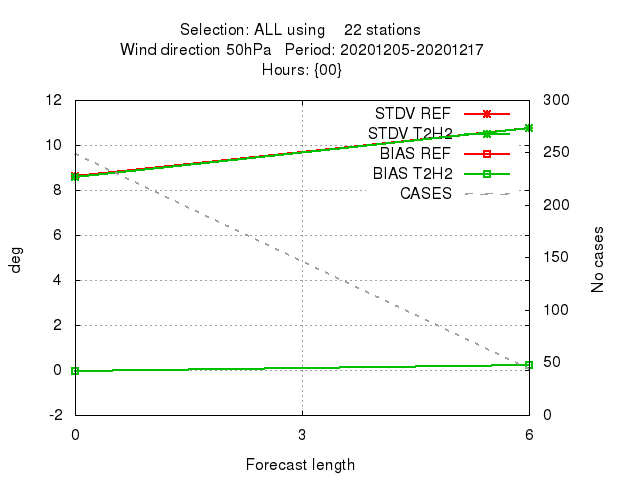 Selection: ALL using 22 stations
Wind direction 50hPa Period: 20201205-20201217
Hours: {00}
12 300
STDV REF
STDV T2H2
10 250
BIAS REF
BIAS T2H2
8 200
CASES
6 150
deg
No cases
4 100
2 50
0
-2 0
0 3 6
Forecast length